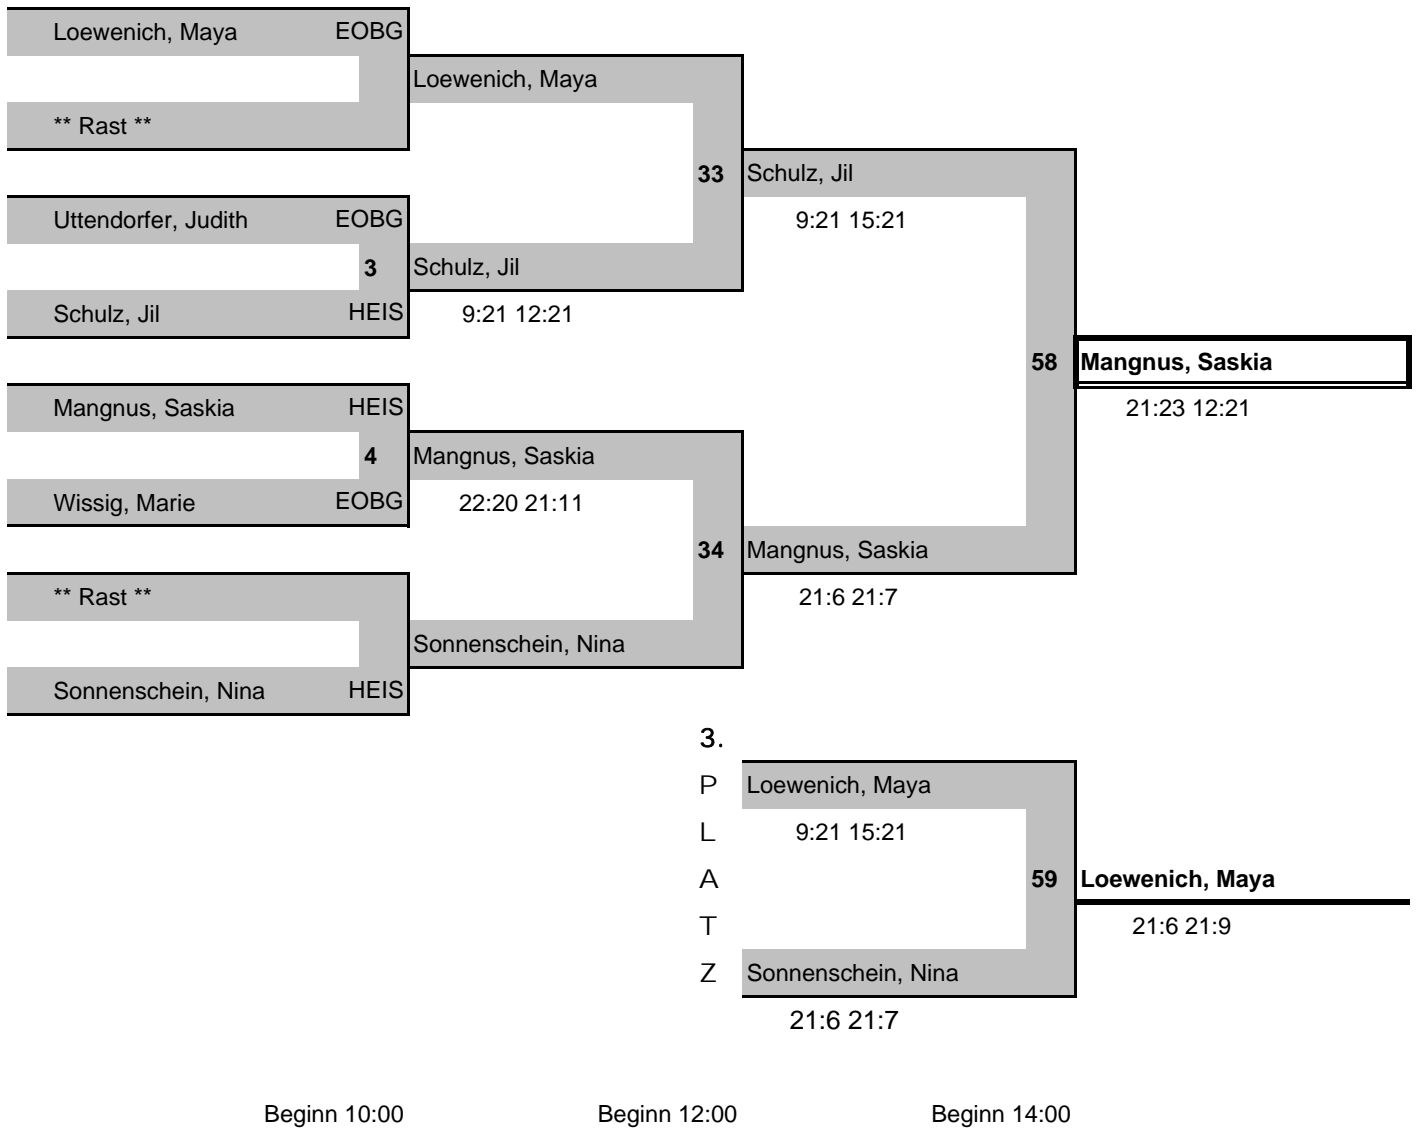 Loewenich, Maya EOBG
Loewenich, Maya
** Rast **
33 Schulz, Jil
Uttendorfer, Judith EOBG 9:21 15:21
3 Schulz, Jil
Schulz, Jil HEIS 9:21 12:21
58 Mangnus, Saskia
Mangnus, Saskia HEIS 21:23 12:21
4 Mangnus, Saskia
Wissig, Marie EOBG 22:20 21:11
34 Mangnus, Saskia
** Rast ** 21:6 21:7
Sonnenschein, Nina
Sonnenschein, Nina HEIS
3.
P Loewenich, Maya
L 9:21 15:21
A 59 Loewenich, Maya
T 21:6 21:9
Z Sonnenschein, Nina
21:6 21:7
Beginn 10:00 Beginn 12:00 Beginn 14:00